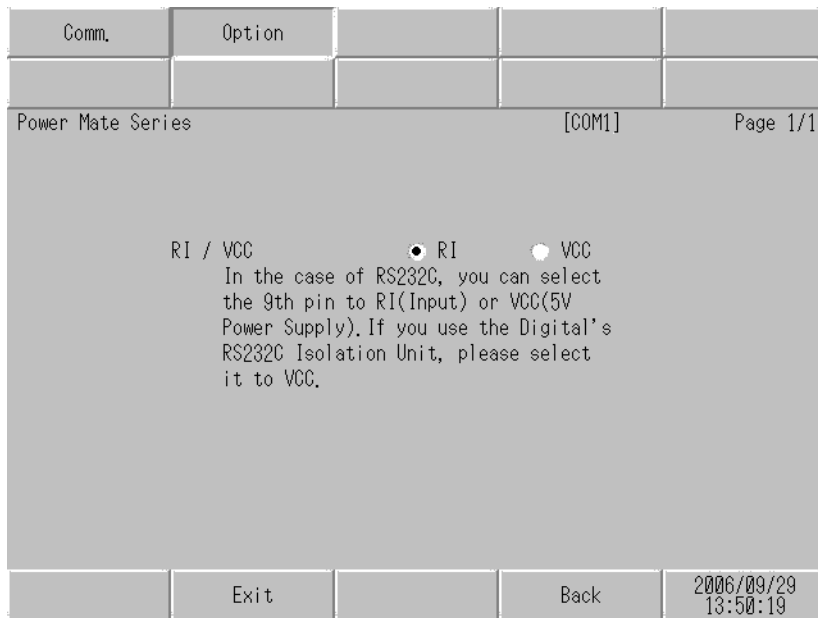 Comm. Option
Power Mate Series [COM1] Page 1/1
RI / VCC RI VCC
In the case of RS232C, you can select
the 9th pin to RI(Input) or VCC(5V
Power Supply).If you use the Digital's
RS232C Isolation Unit, please select
it to VCC.
Exit Back 2006/09/29
13:50:19